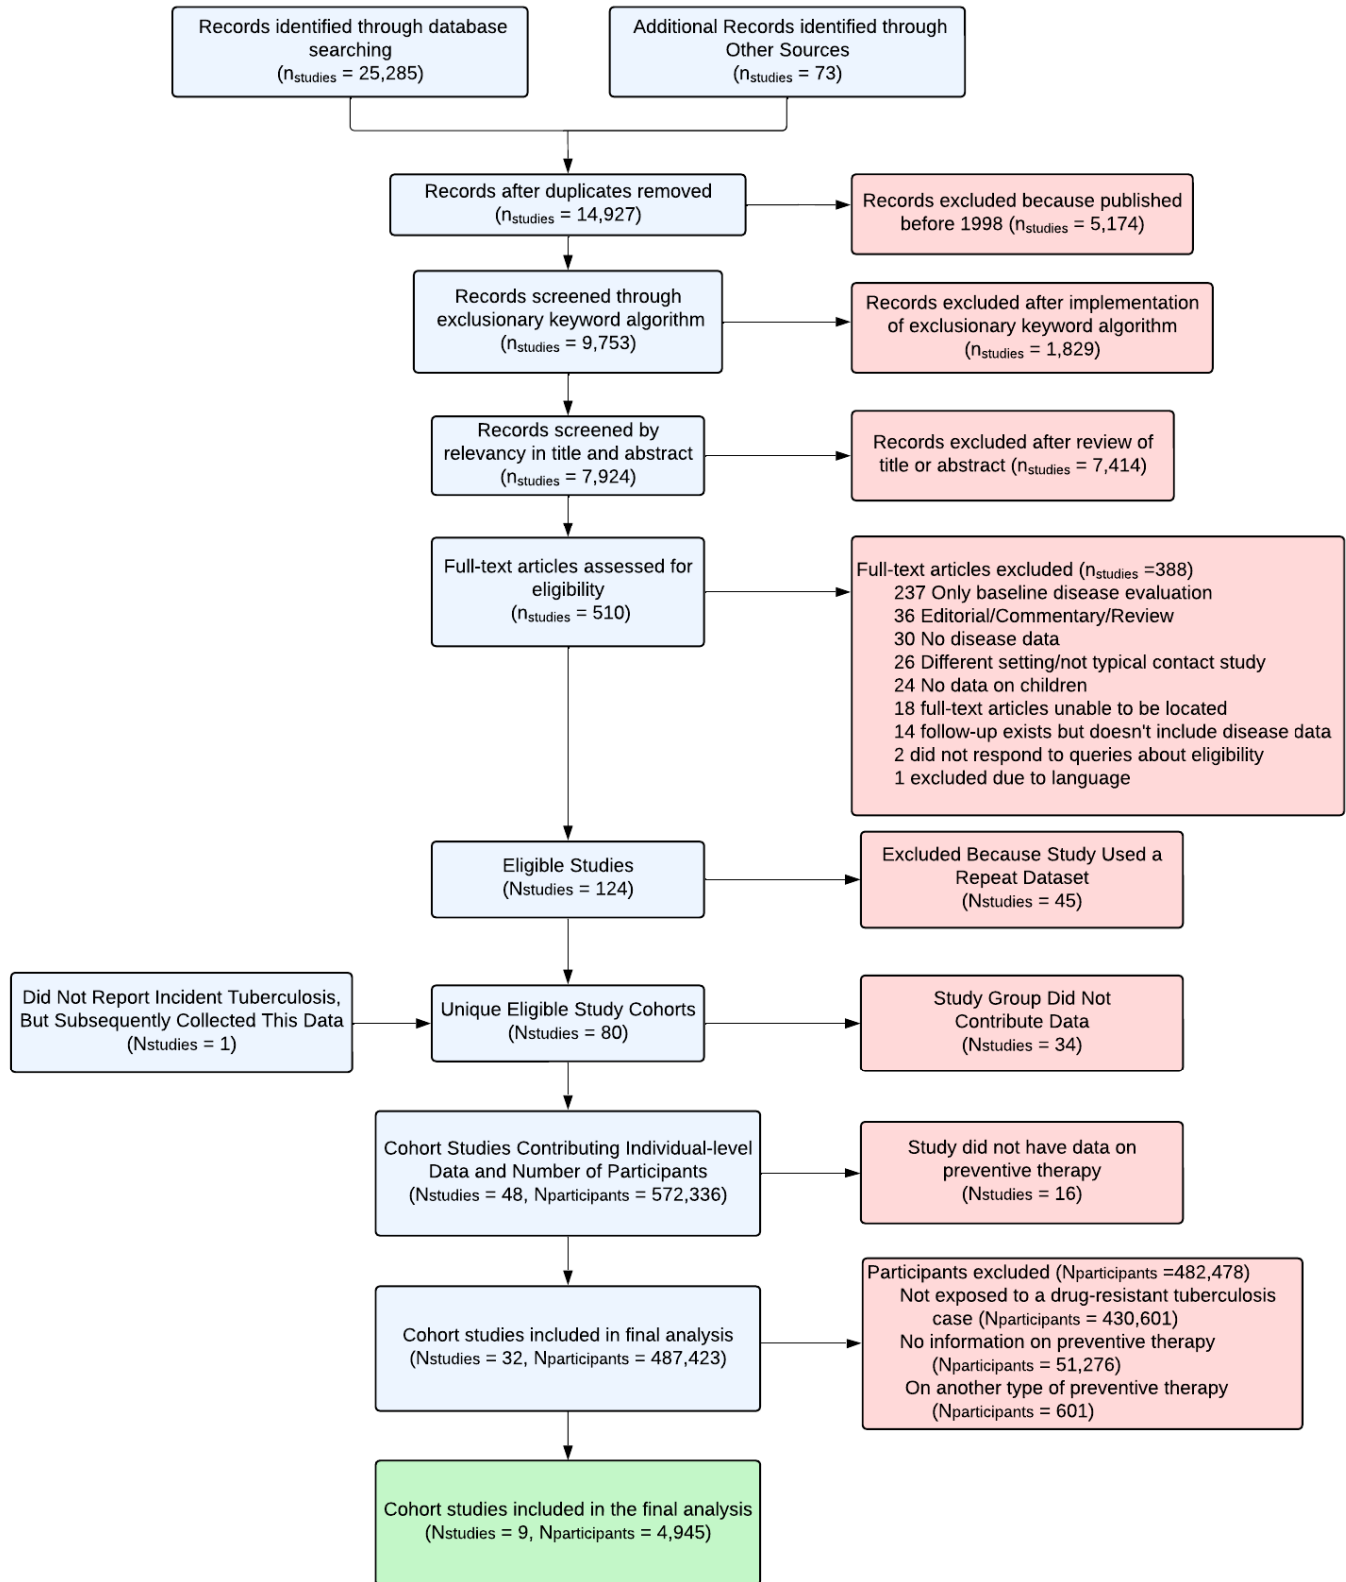 Records identified through database
searching
(nstudies = 25,285)
Additional Records identified through
Other Sources
(nstudies = 73)
Records after duplicates removed
(nstudies = 14,927)
Records excluded because published
before 1998 (nstudies = 5,174)
Records screened through
exclusionary keyword algorithm
(nstudies = 9,753)
Records excluded after implementation
of exclusionary keyword algorithm
(nstudies = 1,829)
Records screened by
relevancy in title and abstract
(nstudies = 7,924)
Records excluded after review of
title or abstract (nstudies = 7,414)
Full-text articles assessed for
eligibility
(nstudies = 510)
Full-text articles excluded (nstudies =388)
237 Only baseline disease evaluation
36 Editorial/Commentary/Review
30 No disease data
26 Different setting/not typical contact study
24 No data on children
18 full-text articles unable to be located
14 follow-up exists but doesn't include disease data
2 did not respond to queries about eligibility
1 excluded due to language
Eligible Studies
(Nstudies = 124)
Excluded Because Study Used a
Repeat Dataset
(Nstudies = 45)
Did Not Report Incident Tuberculosis,
But Subsequently Collected This Data
(Nstudies = 1)
Unique Eligible Study Cohorts
(Nstudies = 80)
Study Group Did Not
Contribute Data
(Nstudies = 34)
Cohort Studies Contributing Individual-level
Data and Number of Participants
(Nstudies = 48, Nparticipants = 572,336)
Study did not have data on
preventive therapy
(Nstudies = 16)
Cohort studies included in final analysis
(Nstudies = 32, Nparticipants = 487,423)
Participants excluded (Nparticipants =482,478)
Not exposed to a drug-resistant tuberculosis
case (Nparticipants = 430,601)
No information on preventive therapy
(Nparticipants = 51,276)
On another type of preventive therapy
(Nparticipants = 601)
Cohort studies included in the final analysis
(Nstudies = 9, Nparticipants = 4,945)